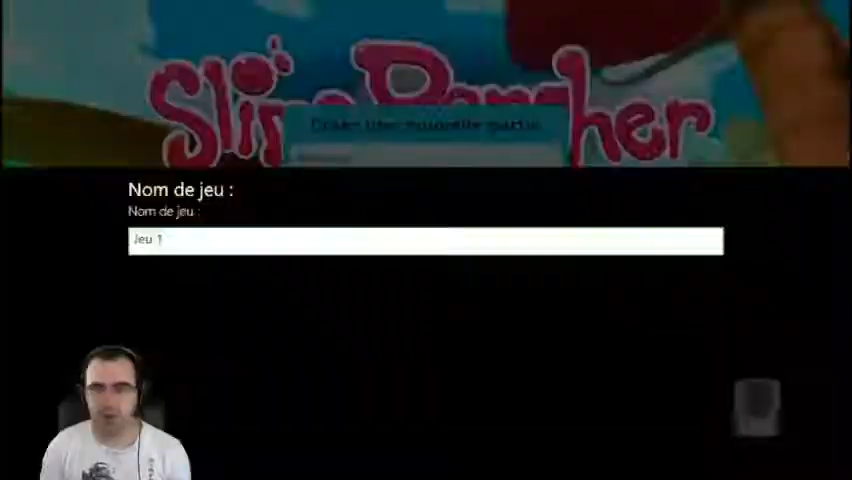 Slime Rancher
Créer une nouvelle partie
Nom de jeu :
Nom de jeu :
Jeu 1